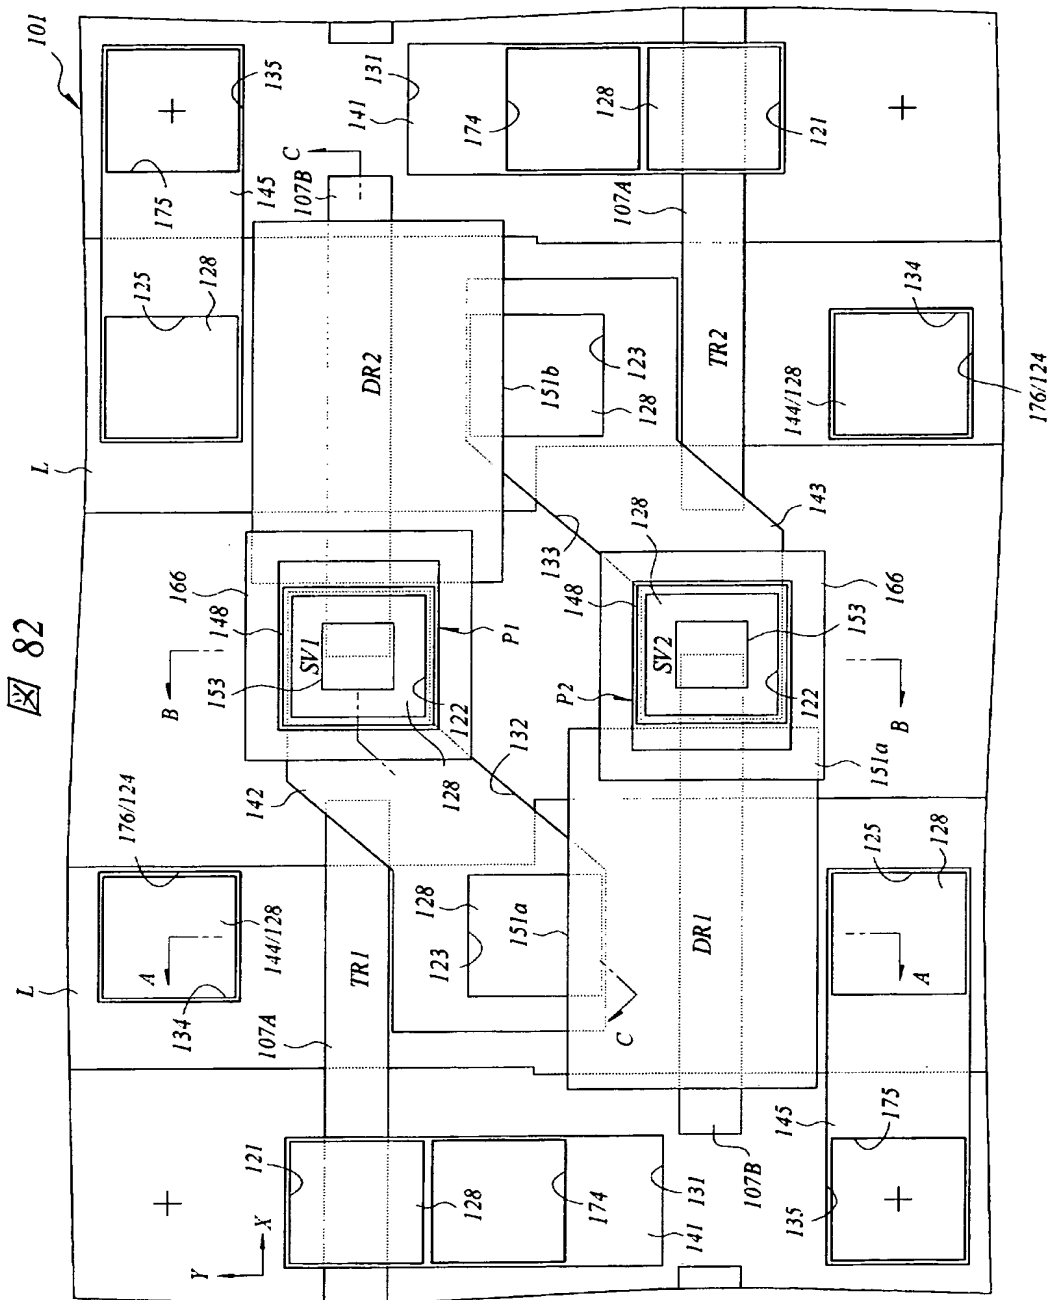 図 82
101
L
L
A
134
176/124
144/128
B
166
148
153
SV1
122
128
P1
142
132
125
128
175
135
145
107B
C
DR2
Y
X
121
128
174
141
131
107A
TR1
123
128
151a
C
133
151b
128
123
141
131
174
128
121
107A
TR2
DR1
107B
P2
148
SV2
128
153
122
166
143
151a
B
145
135
175
A
125
128
144/128
134
176/124